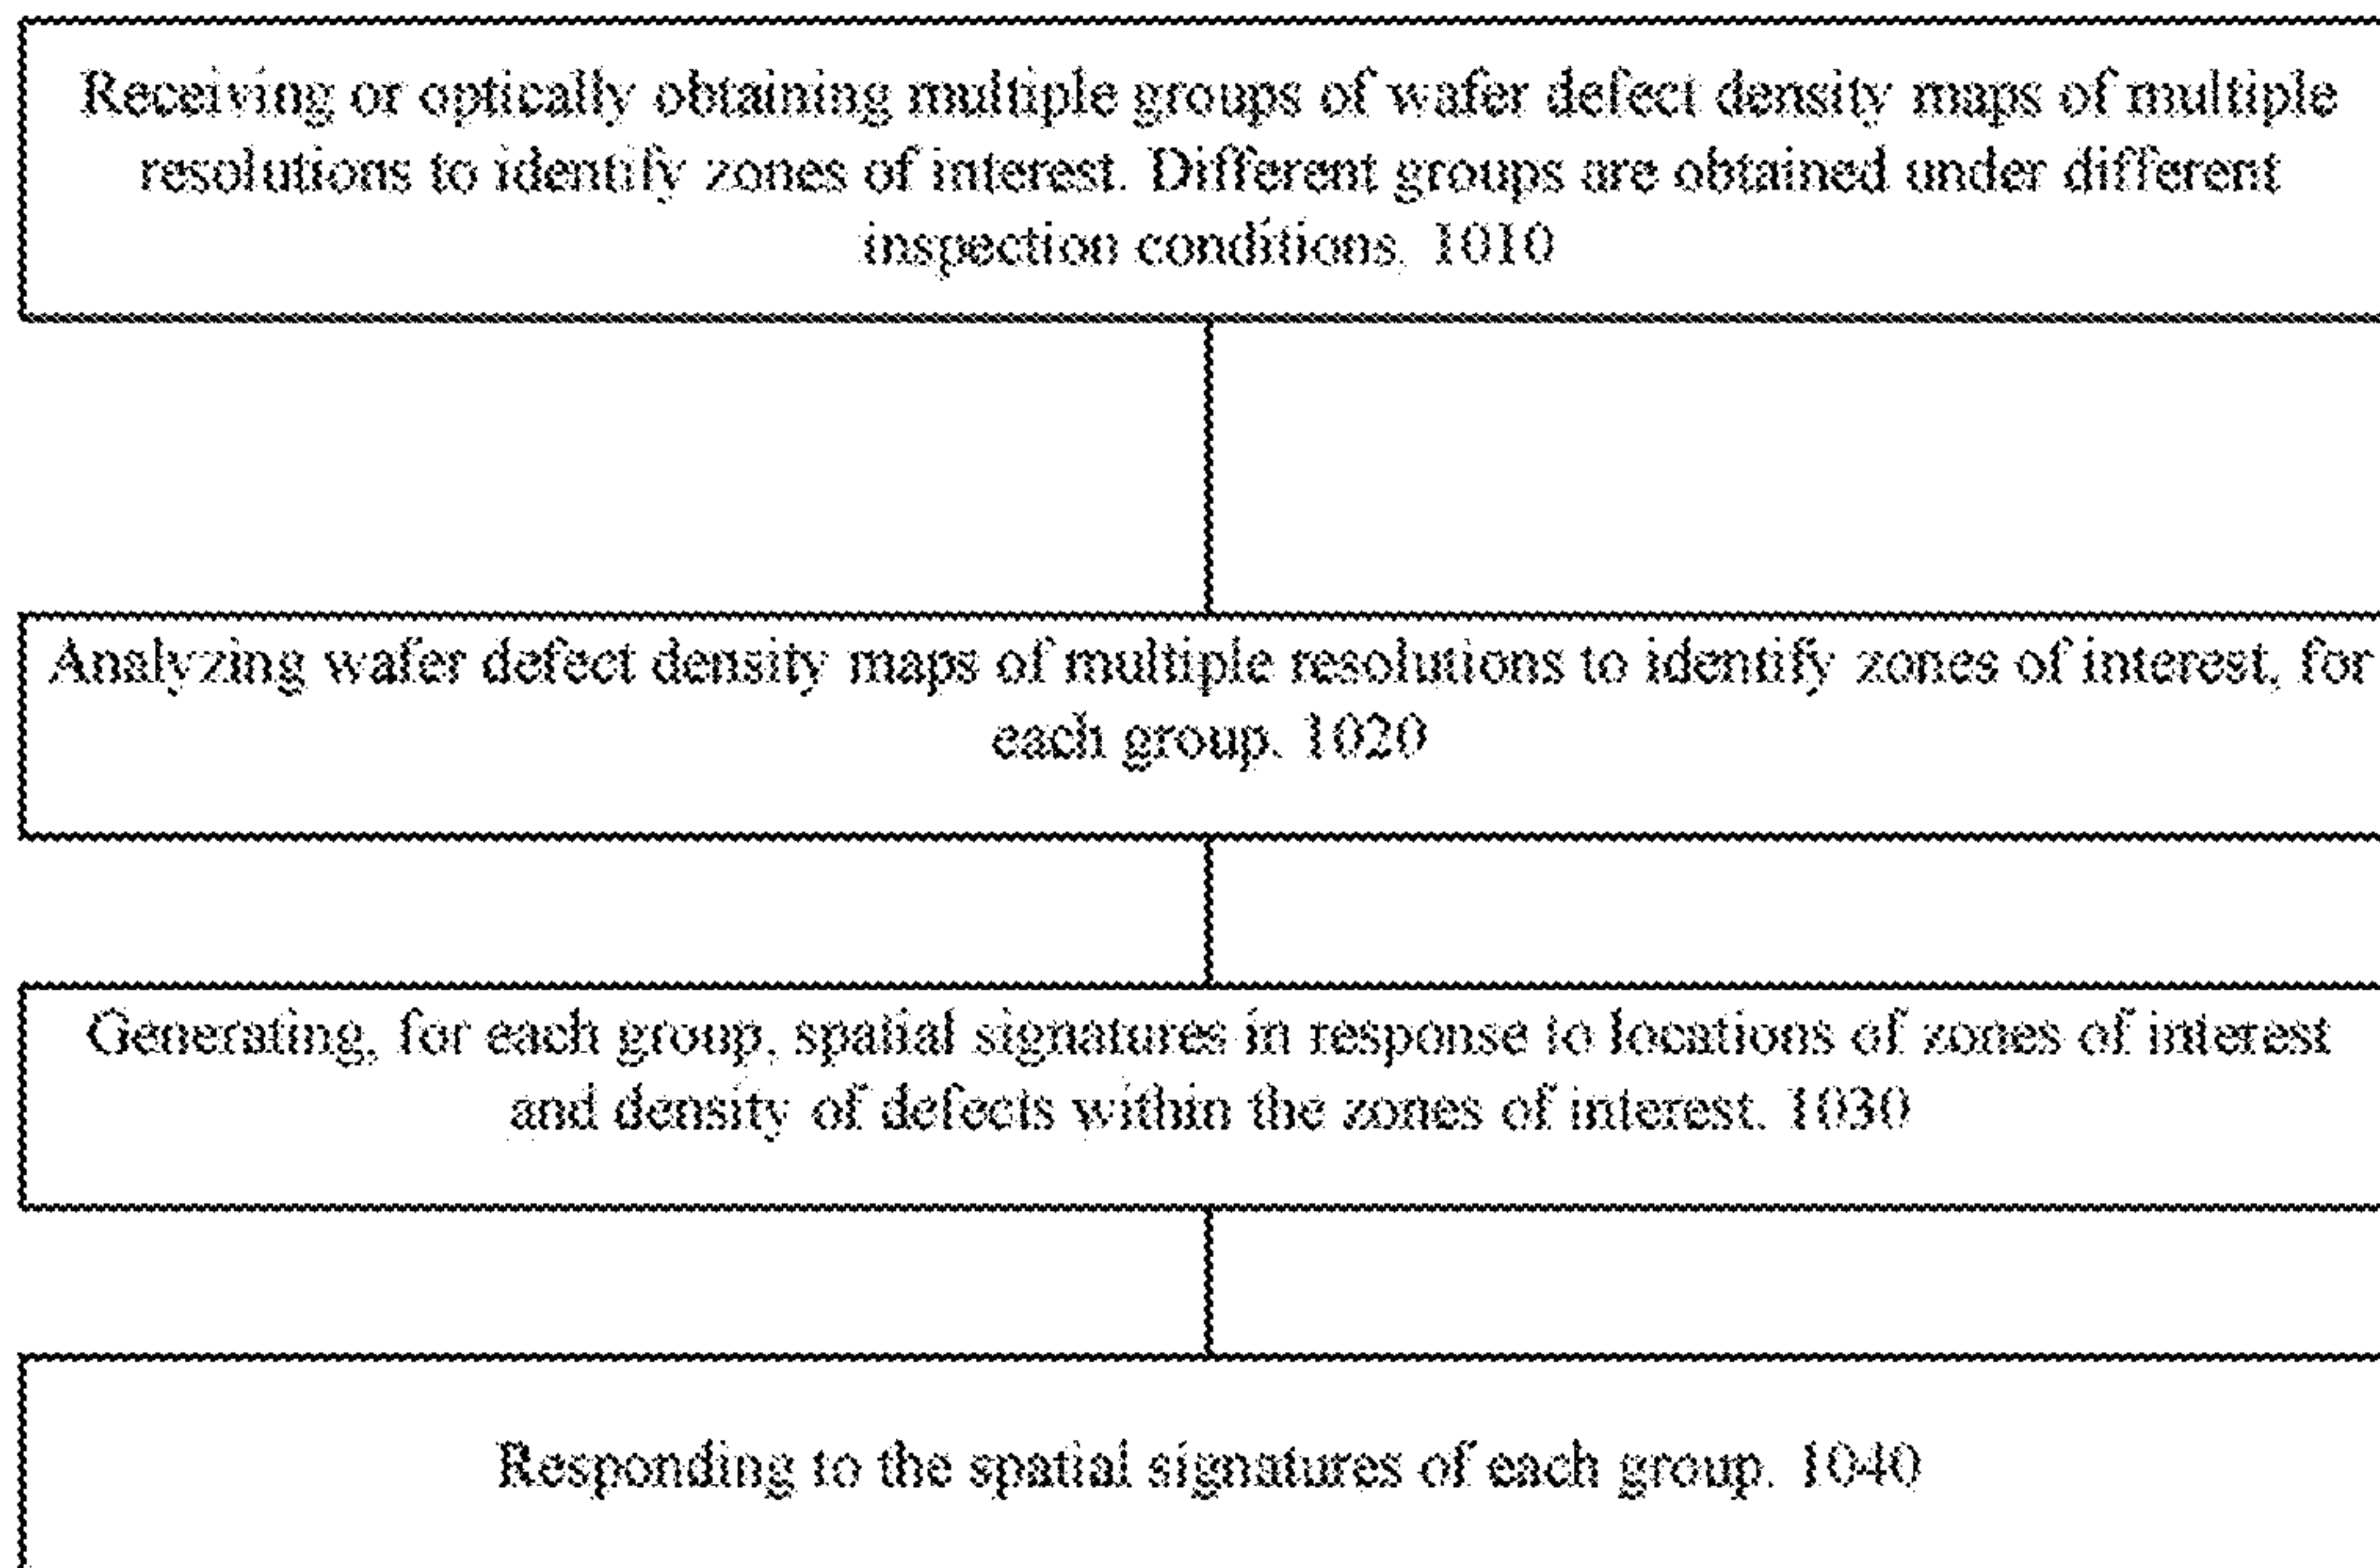 Receiving or optically obtaining multiple groups of wafer defect density maps of multiple
resolutions to identify zones of interest. Different groups are obtained under different
inspection conditions. 1010
Analyzing wafer defect density maps of multiple resolutions to identify zones of interest, for
each group. 1020
Generating, for each group, spatial signatures in response to locations of zones of interest
and density of defects within the zones of interest. 1030
Responding to the spatial signatures of each group. 1040